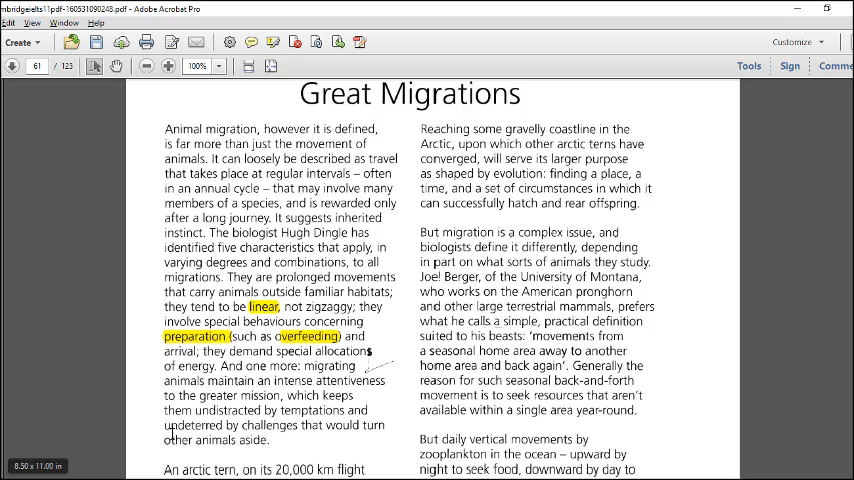 mbridgeielts11pdf-160531090248.pdf - Adobe Acrobat Pro
Edit View Window Help
Create Customize
61 / 123 100% Tools Sign Comme
Great Migrations
Animal migration, however it is defined,
is far more than just the movement of
animals. It can loosely be described as travel
that takes place at regular intervals – often
in an annual cycle – that may involve many
members of a species, and is rewarded only
after a long journey. It suggests inherited
instinct. The biologist Hugh Dingle has
identified five characteristics that apply, in
varying degrees and combinations, to all
migrations. They are prolonged movements
that carry animals outside familiar habitats;
they tend to be linear, not zigzaggy; they
involve special behaviours concerning
preparation (such as overfeeding) and
arrival; they demand special allocations
of energy. And one more: migrating
animals maintain an intense attentiveness
to the greater mission, which keeps
them undistracted by temptations and
undeterred by challenges that would turn
other animals aside.
An arctic tern, on its 20,000 km flight
Reaching some gravelly coastline in the
Arctic, upon which other arctic terns have
converged, will serve its larger purpose
as shaped by evolution: finding a place, a
time, and a set of circumstances in which it
can successfully hatch and rear offspring.
But migration is a complex issue, and
biologists define it differently, depending
in part on what sorts of animals they study.
Joe! Berger, of the University of Montana,
who works on the American pronghorn
and other large terrestrial mammals, prefers
what he calls a simple, practical definition
suited to his beasts: 'movements from
a seasonal home area away to another
home area and back again'. Generally the
reason for such seasonal back-and-forth
movement is to seek resources that aren't
available within a single area year-round.
But daily vertical movements by
zooplankton in the ocean – upward by
night to seek food, downward by day to
8.50 x 11.00 in